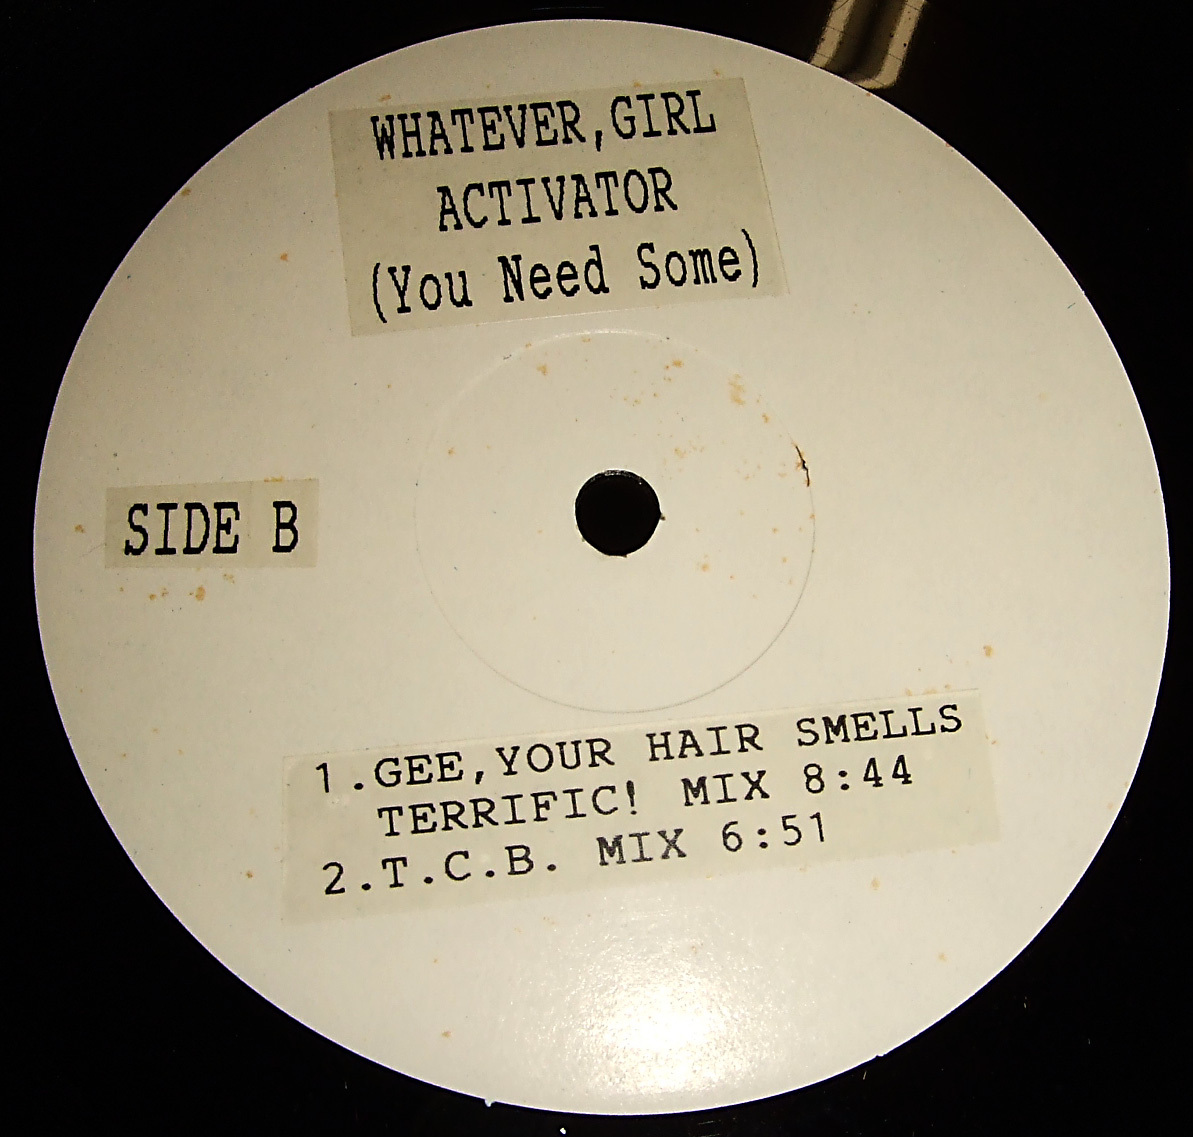 WHATEVER,GIRL
ACTIVATOR
(You Need Some)
SIDE B
1.GEE,YOUR HAIR SMELLS
TERRIFIC! MIX 8:44
2.T.C.B. MIX 6:51